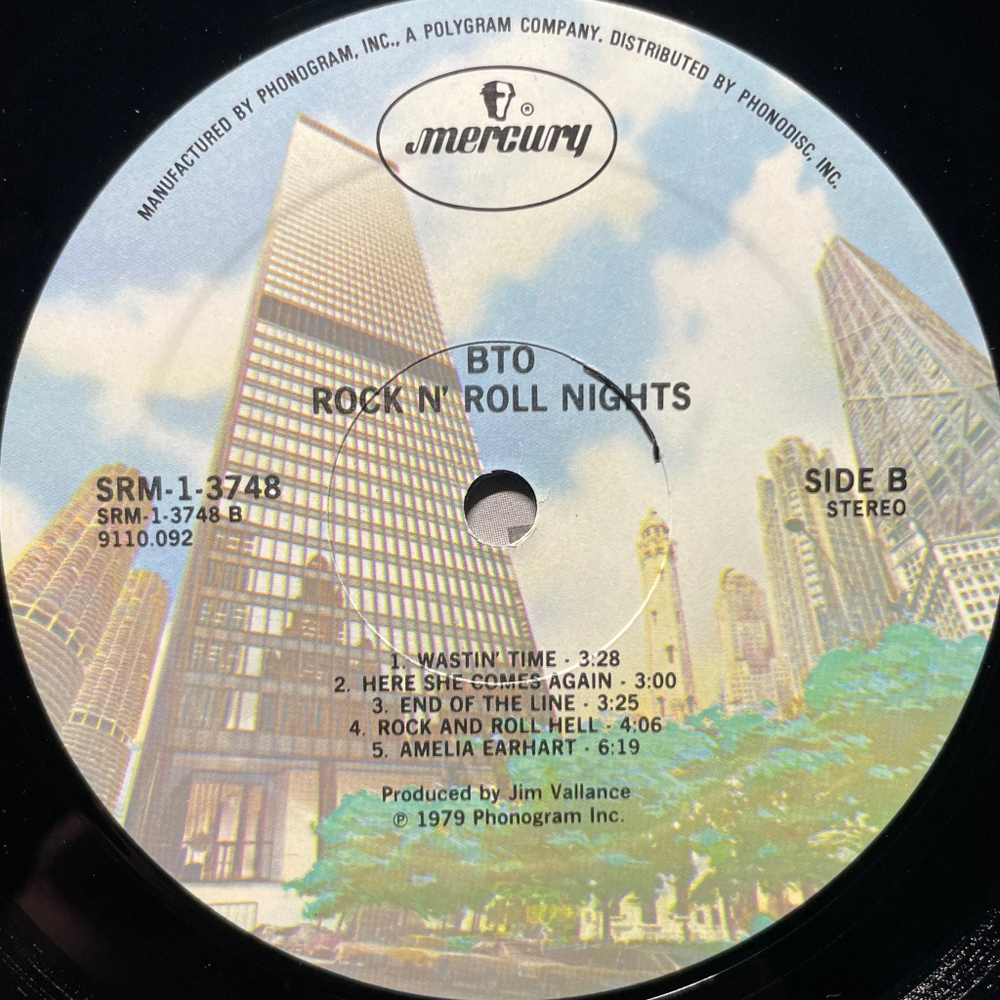 MANUFACTURED BY PHONOGRAM, INC., A POLYGRAM COMPANY. DISTRIBUTED BY PHONODISC, INC.
®
mercury
BTO
ROCK N' ROLL NIGHTS
SRM-1-3748
SRM-1-3748 B
9110.092
SIDE B
STEREO
1. WASTIN' TIME - 3:28
2. HERE SHE COMES AGAIN - 3:00
3. END OF THE LINE - 3:25
4. ROCK AND ROLL HELL - 4:06
5. AMELIA EARHART - 6:19
Produced by Jim Vallance
℗ 1979 Phonogram Inc.